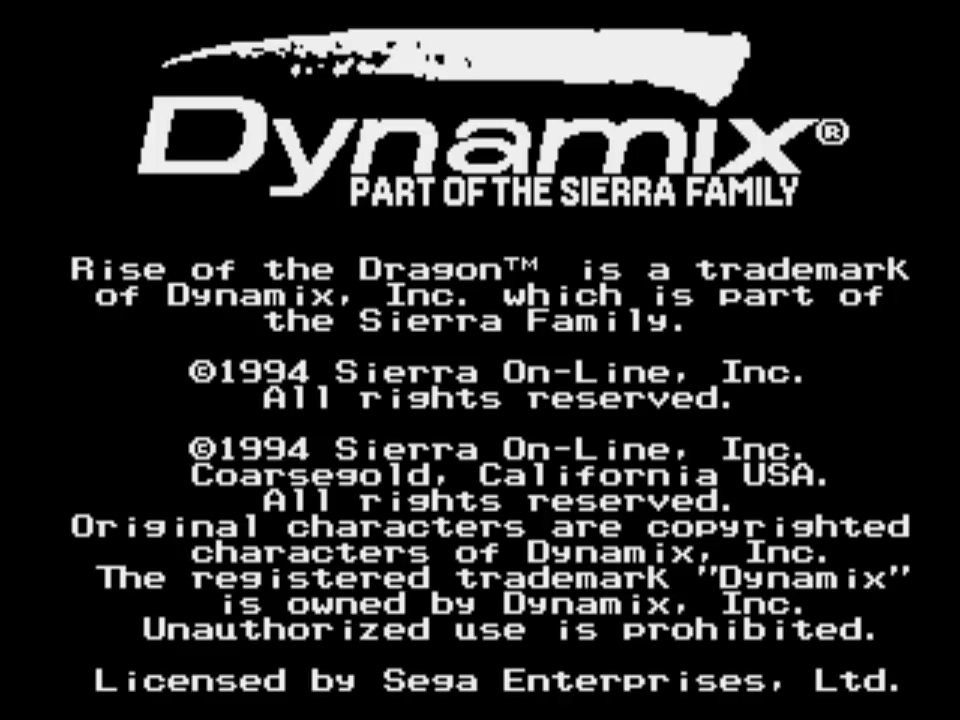 Dynamix®
PART OF THE SIERRA FAMILY
Rise of the Dragon™ is a trademark
of Dynamix, Inc. which is part of
the Sierra Family.
©1994 Sierra On-Line, Inc.
All rights reserved.
©1994 Sierra On-Line, Inc.
Coarsegold, California USA.
All rights reserved.
Original characters are copyrighted
characters of Dynamix, Inc.
The registered trademark "Dynamix"
is owned by Dynamix, Inc.
Unauthorized use is prohibited.
Licensed by Sega Enterprises, Ltd.